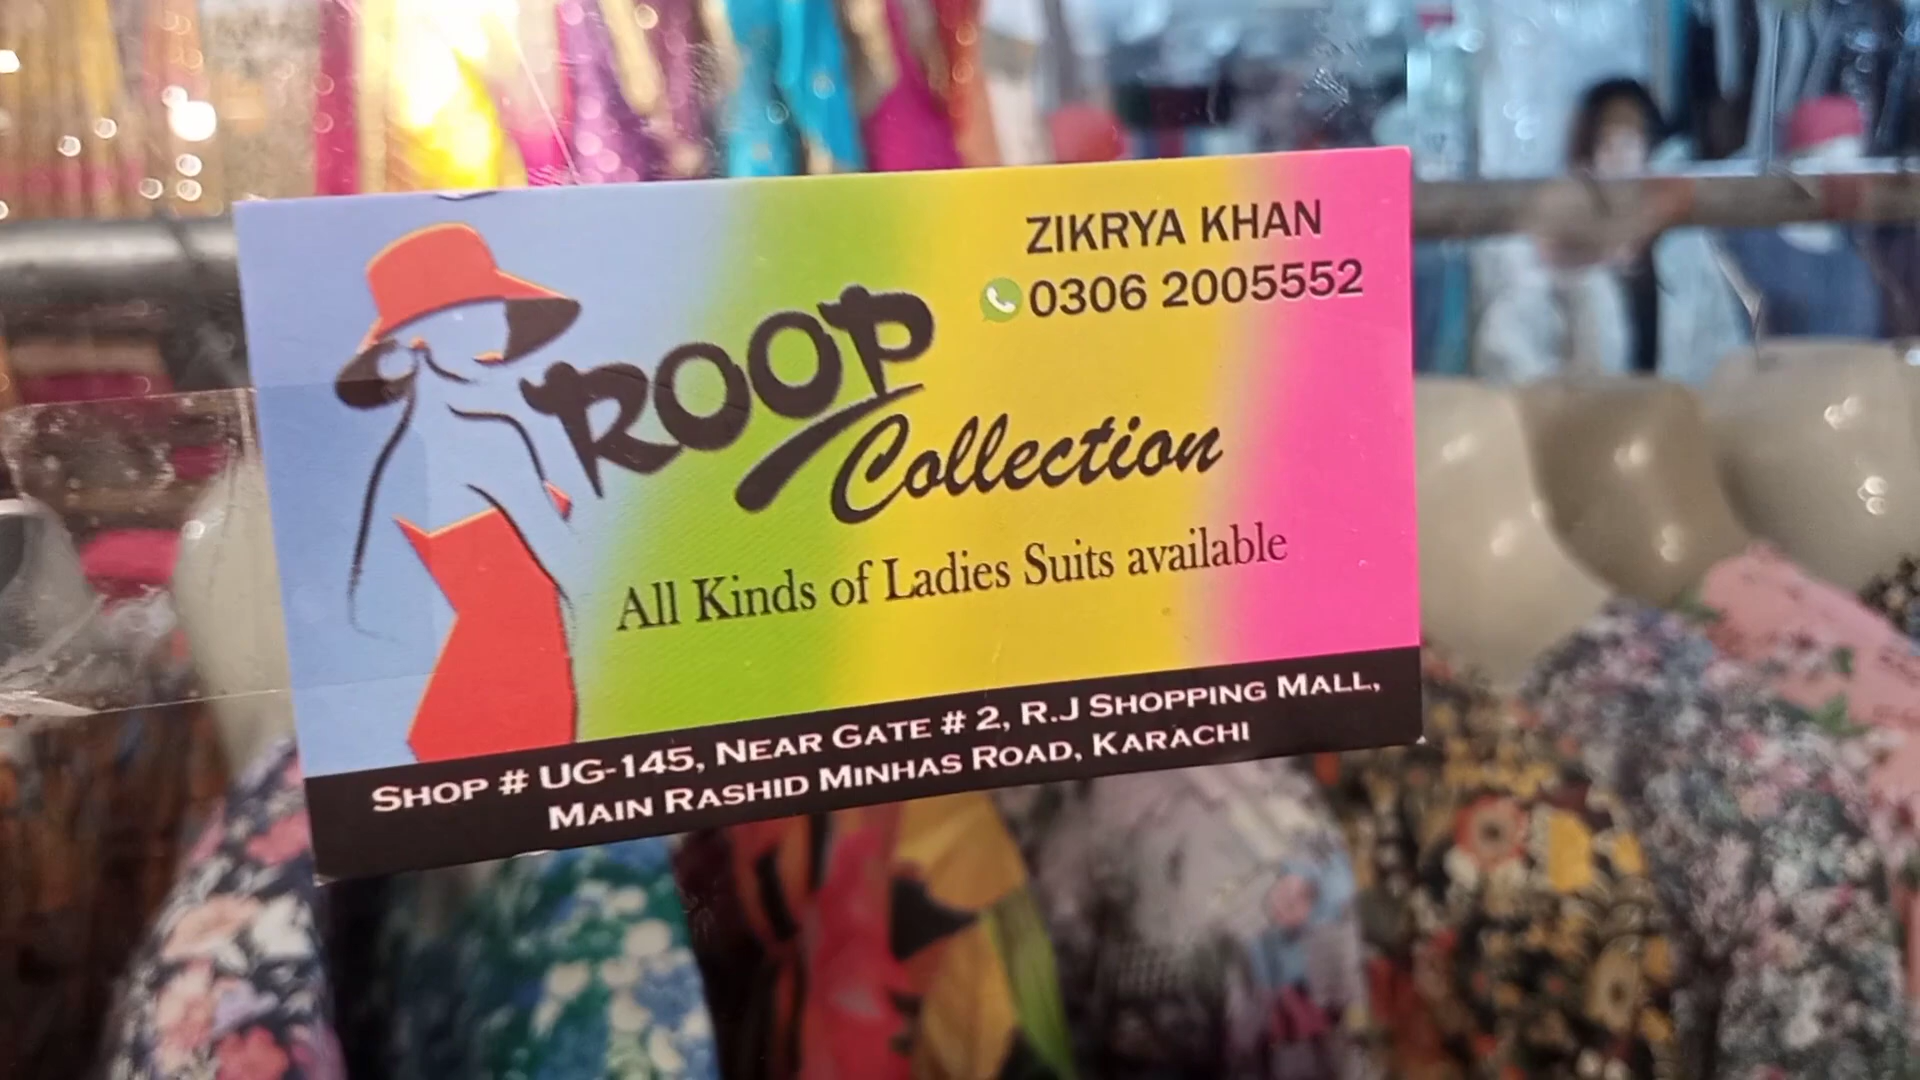 ZIKRYA KHAN
0306 2005552
ROOP
Collection
All Kinds of Ladies Suits available
SHOP # UG-145, NEAR GATE # 2, R.J SHOPPING MALL,
MAIN RASHID MINHAS ROAD, KARACHI